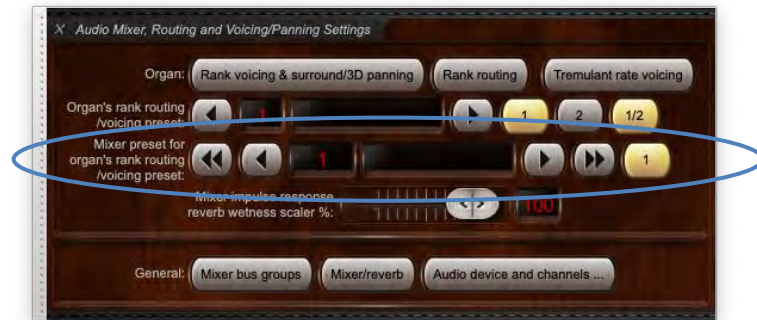 X Audio Mixer, Routing and Voicing/Panning Settings
Organ: Rank voicing & surround/3D panning Rank routing Tremulant rate voicing
Organ's rank routing
/voicing preset: 1 1 2 1/2
Mixer preset for
organ's rank routing
/voicing preset: 1 1
Mixer impulse response
reverb wetness scaler %: 100
General: Mixer bus groups Mixer/reverb Audio device and channels ...